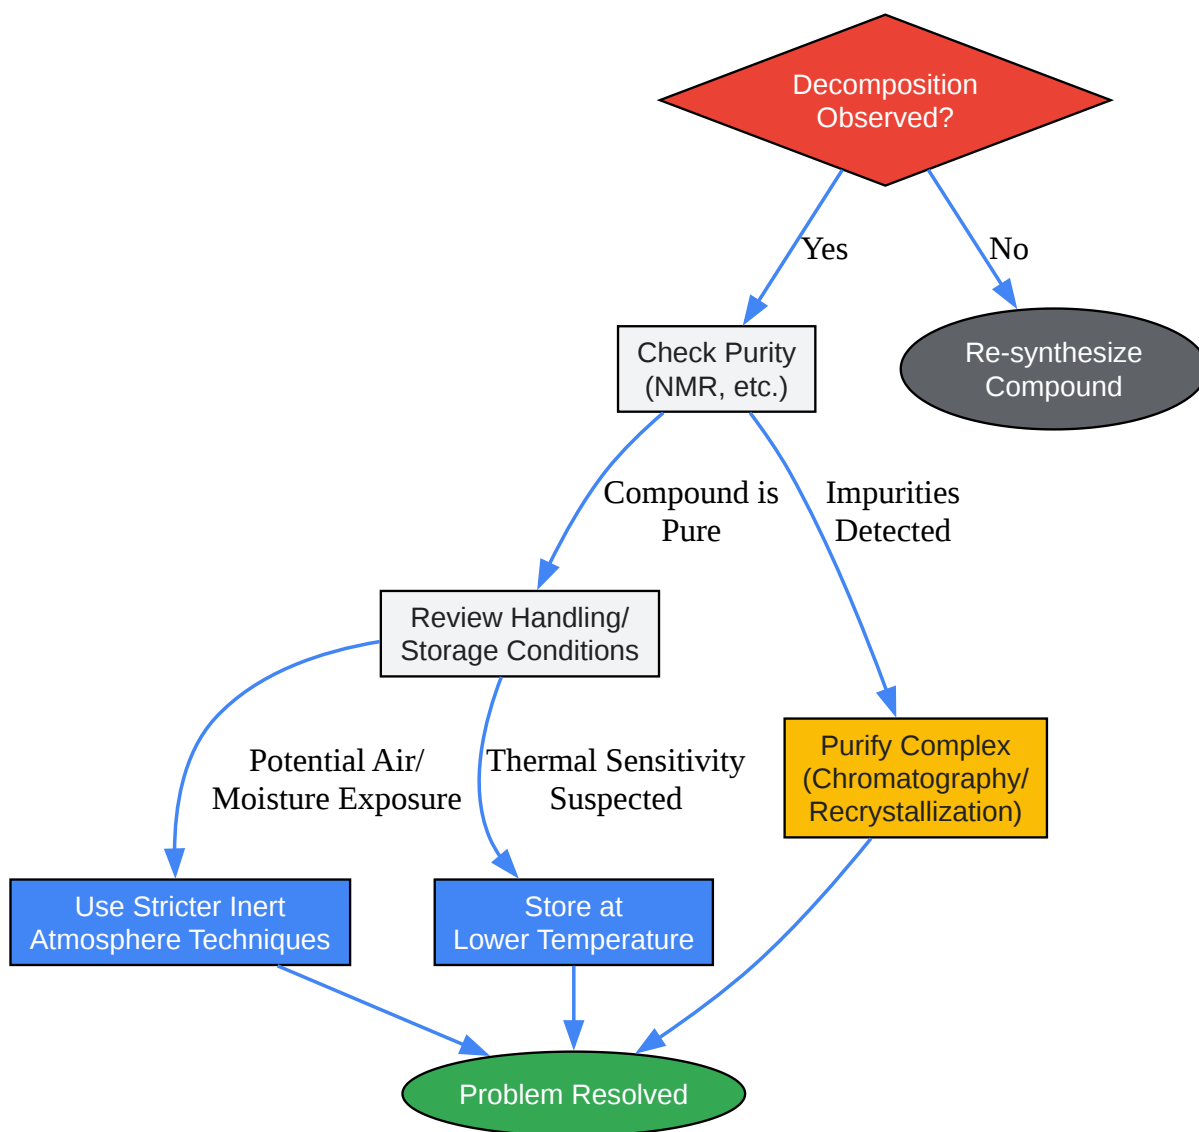 Decomposition
Observed?
Yes
No
Check Purity
(NMR, etc.)
Re-synthesize
Compound
Compound is
Pure
Impurities
Detected
Review Handling/
Storage Conditions
Potential Air/
Moisture Exposure
Thermal Sensitivity
Suspected
Purify Complex
(Chromatography/
Recrystallization)
Use Stricter Inert
Atmosphere Techniques
Store at
Lower Temperature
Problem Resolved